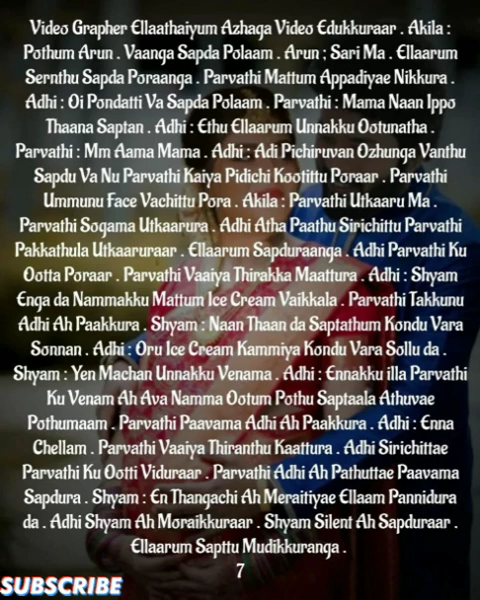 Video Grapher Ellaathaiyum Azhaga Video Edukkuraar . Akila :
Pothum Arun . Vaanga Sapda Polaam . Arun ; Sari Ma . Ellaarum
Sernthu Sapda Poraanga . Parvathi Mattum Appadiyae Nikkura .
Adhi : Oi Pondatti Va Sapda Polaam . Parvathi : Mama Naan Ippo
Thaana Saptan . Adhi : Ethu Ellaarum Unnakku Ootunatha .
Parvathi : Mm Aama Mama . Adhi : Adi Pichiruvan Ozhunga Vanthu
Sapdu Va Nu Parvathi Kaiya Pidichi Kootittu Poraar . Parvathi
Ummunu Face Vachittu Pora . Akila : Parvathi Utkaaru Ma .
Parvathi Sogama Utkaarura . Adhi Atha Paathu Sirichittu Parvathi
Pakkathula Utkaaruraar . Ellaarum Sapduraanga . Adhi Parvathi Ku
Ootta Poraar . Parvathi Vaaiya Thirakka Maattura . Adhi : Shyam
Enga da Nammakku Mattum Ice Cream Vaikkala . Parvathi Takkunu
Adhi Ah Paakkura . Shyam : Naan Thaan da Saptathum Kondu Vara
Sonnan . Adhi : Oru Ice Cream Kammiya Kondu Vara Sollu da .
Shyam : Yen Machan Unnakku Venama . Adhi : Ennakku illa Parvathi
Ku Venam Ah Ava Namma Ootum Pothu Saptaala Athuvae
Pothumaam . Parvathi Paavama Adhi Ah Paakkura . Adhi : Enna
Chellam . Parvathi Vaaiya Thiranthu Kaattura . Adhi Sirichittae
Parvathi Ku Ootti Viduraar . Parvathi Adhi Ah Pathuttae Paavama
Sapdura . Shyam : En Thangachi Ah Meraitiyae Ellaam Pannidura
da . Adhi Shyam Ah Moraikkuraar . Shyam Silent Ah Sapduraar .
Ellaarum Sapttu Mudikkuranga .
7
SUBSCRIBE